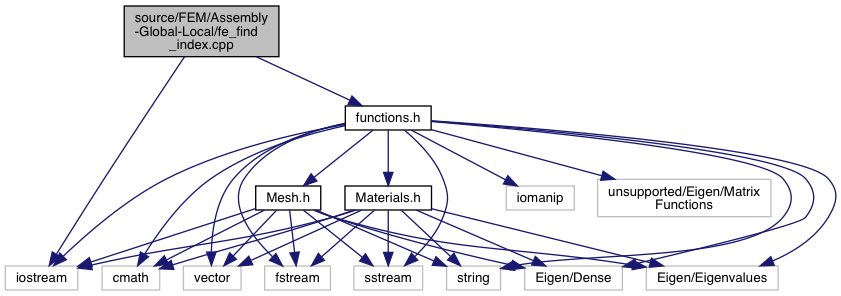 source/FEM/Assembly
-Global-Local/fe_find
_index.cpp
functions.h
Mesh.h
Materials.h
iomanip
unsupported/Eigen/Matrix
Functions
iostream
cmath
vector
fstream
sstream
string
Eigen/Dense
Eigen/Eigenvalues